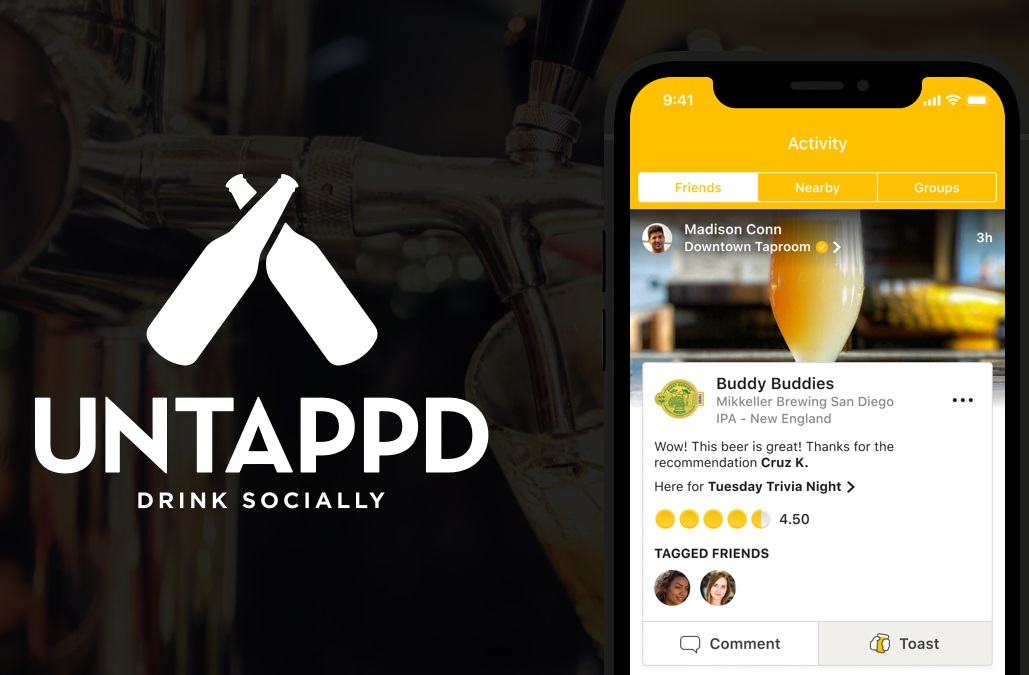 UNTAPPD
DRINK SOCIALLY
9:41
Activity
Friends
Nearby
Groups
Madison Conn
Downtown Taproom
3h
Buddy Buddies
Mikkeller Brewing San Diego
IPA - New England
Wow! This beer is great! Thanks for the
recommendation Cruz K.
Here for Tuesday Trivia Night
4.50
TAGGED FRIENDS
Comment
Toast